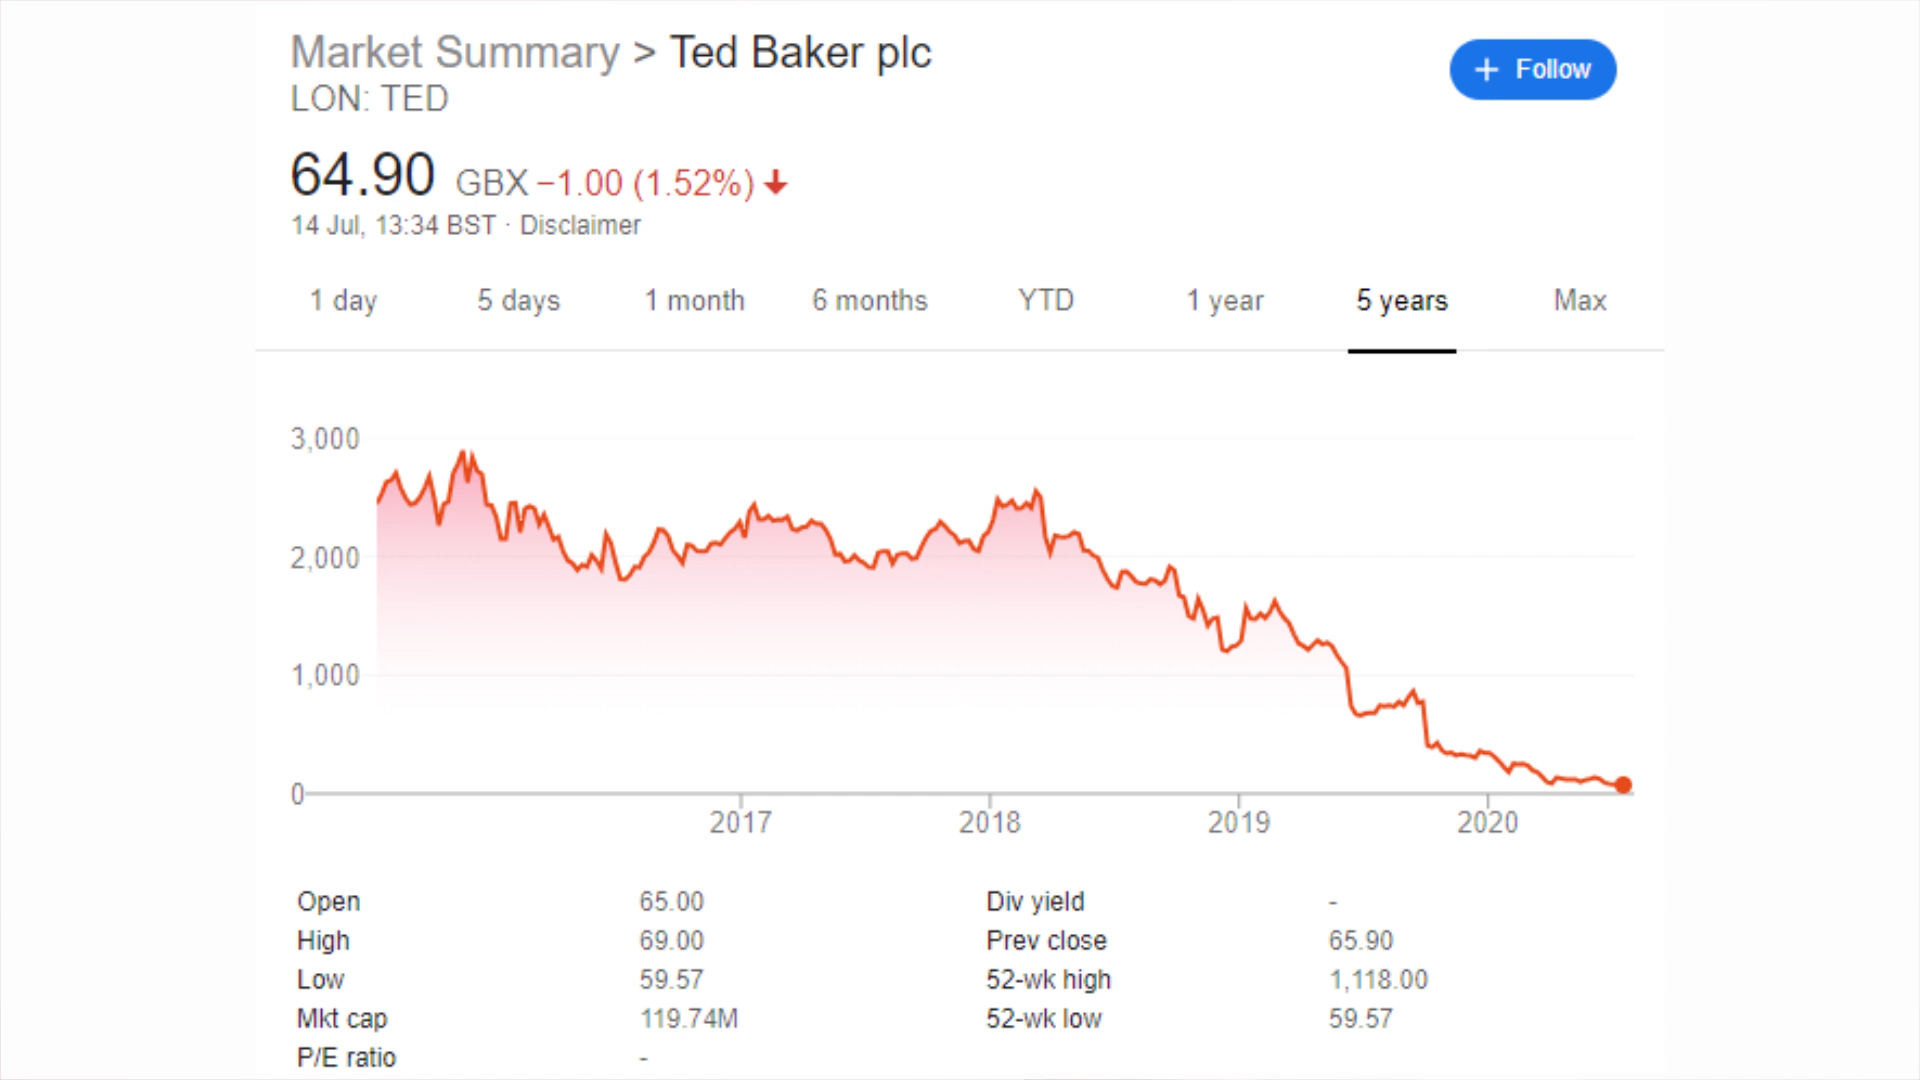 Market Summary > Ted Baker plc
LON: TED
+ Follow
64.90 GBX −1.00 (1.52%)
14 Jul, 13:34 BST · Disclaimer
1 day 5 days 1 month 6 months YTD 1 year 5 years Max
3,000
2,000
1,000
0
2017 2018 2019 2020
Open 65.00 Div yield -
High 69.00 Prev close 65.90
Low 59.57 52-wk high 1,118.00
Mkt cap 119.74M 52-wk low 59.57
P/E ratio -